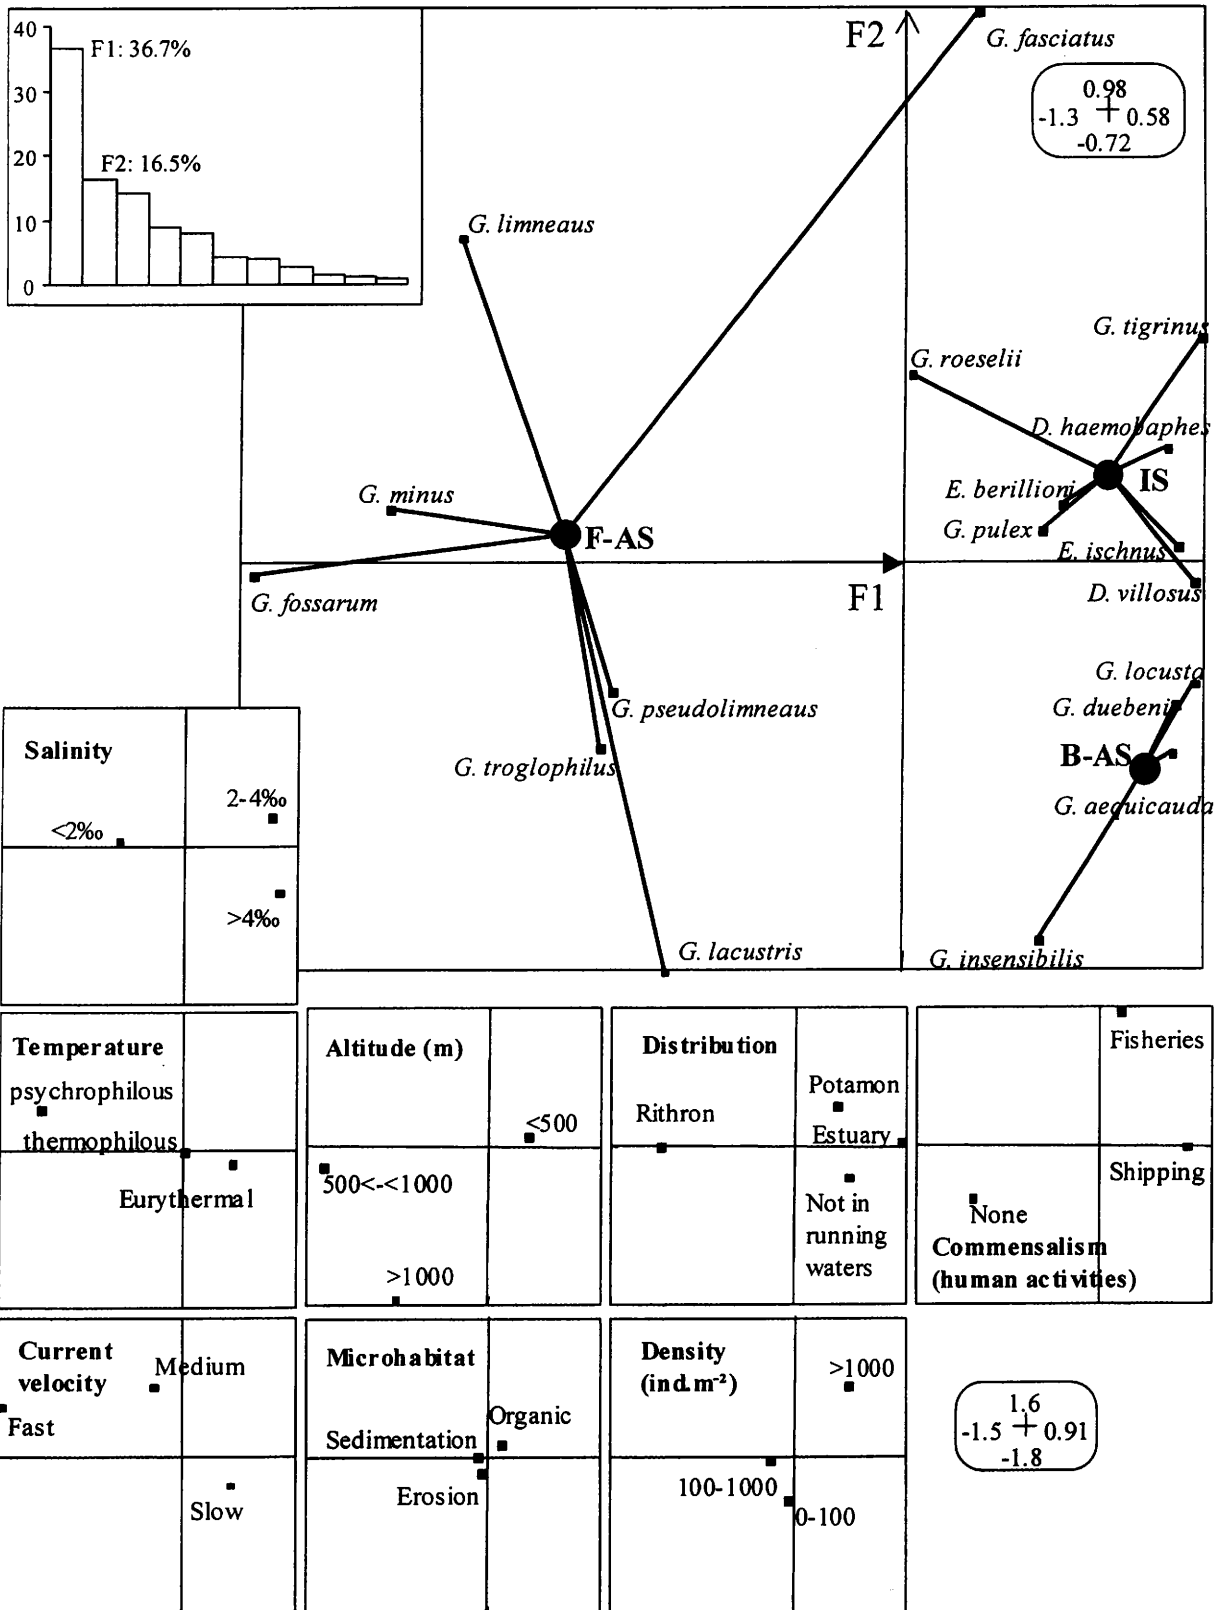 40
F1: 36.7%
30
F2: 16.5%
20
10
0
F2
G. fasciatus
0.98
-1.3 0.58
-0.72
G. limneaus
G. tigrinus
G. roeselii
D. haemobaphes
G. minus
E. berillioni
IS
F-AS
G. pulex
E. ischnus
F1
G. fossarum
D. villosus
G. locusta
G. pseudolimneaus
G. duebeni
B-AS
G. troglophilus
G. aequicauda
G. lacustris
G. insensibilis
Salinity
2-4‰
<2‰
>4‰
Temperature
psychrophilous
thermophilous
Eurythermal
Altitude (m)
<500
500<-<1000
>1000
Distribution
Potamon
Rithron
Estuary
Not in
running
waters
Fisheries
Shipping
None
Commensalism
(human activities)
Current
velocity
Medium
Fast
Slow
Microhabitat
Organic
Sedimentation
Erosion
Density
(ind.m-²)
>1000
100-1000
0-100
1.6
-1.5 0.91
-1.8